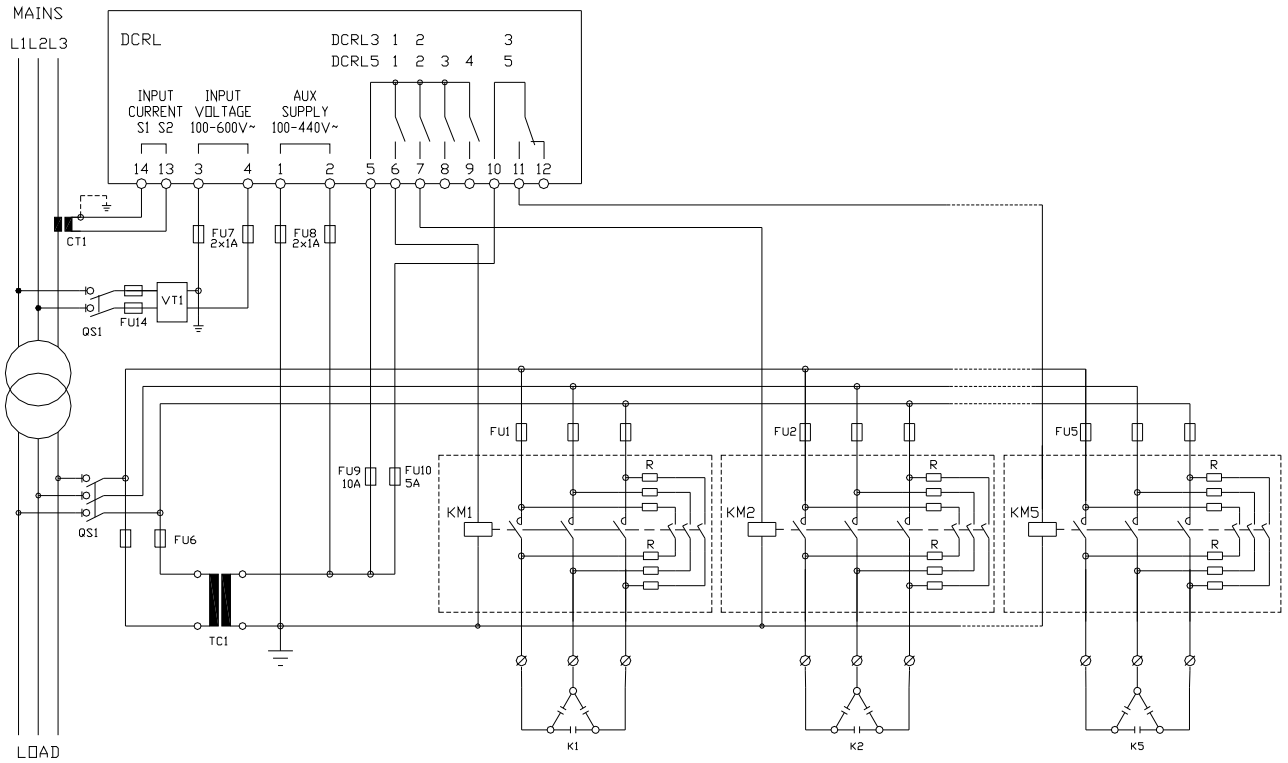 MAINS
L1L2L3
DCRL
DCRL3 1 2 3
DCRL5 1 2 3 4 5
INPUT CURRENT
S1 S2
INPUT VOLTAGE
100-600V~
AUX SUPPLY
100-440V~
14 13 3 4 1 2 5 6 7 8 9 10 11 12
CT1
FU7
2x1A
FU8
2x1A
VT1
FU14
QS1
FU1
FU2
FU5
FU9
10A
FU10
5A
R
R
R
KM1
KM2
KM5
QS1
FU6
R
R
R
TC1
K1
K2
K5
LOAD